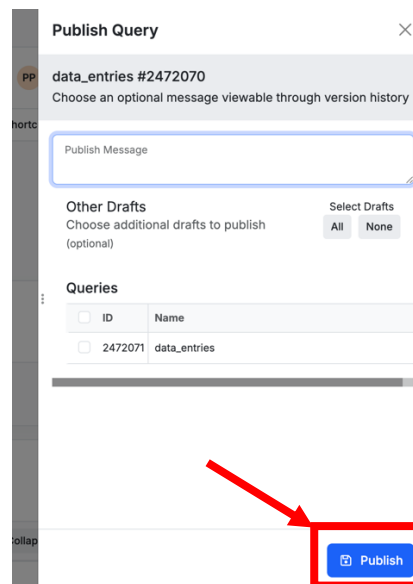 Publish Query
PP
data_entries #2472070
Choose an optional message viewable through version history
hortc
Publish Message
Other Drafts
Select Drafts
Choose additional drafts to publish
(optional)
All None
Queries
ID Name
2472071 data_entries
ollap
Publish